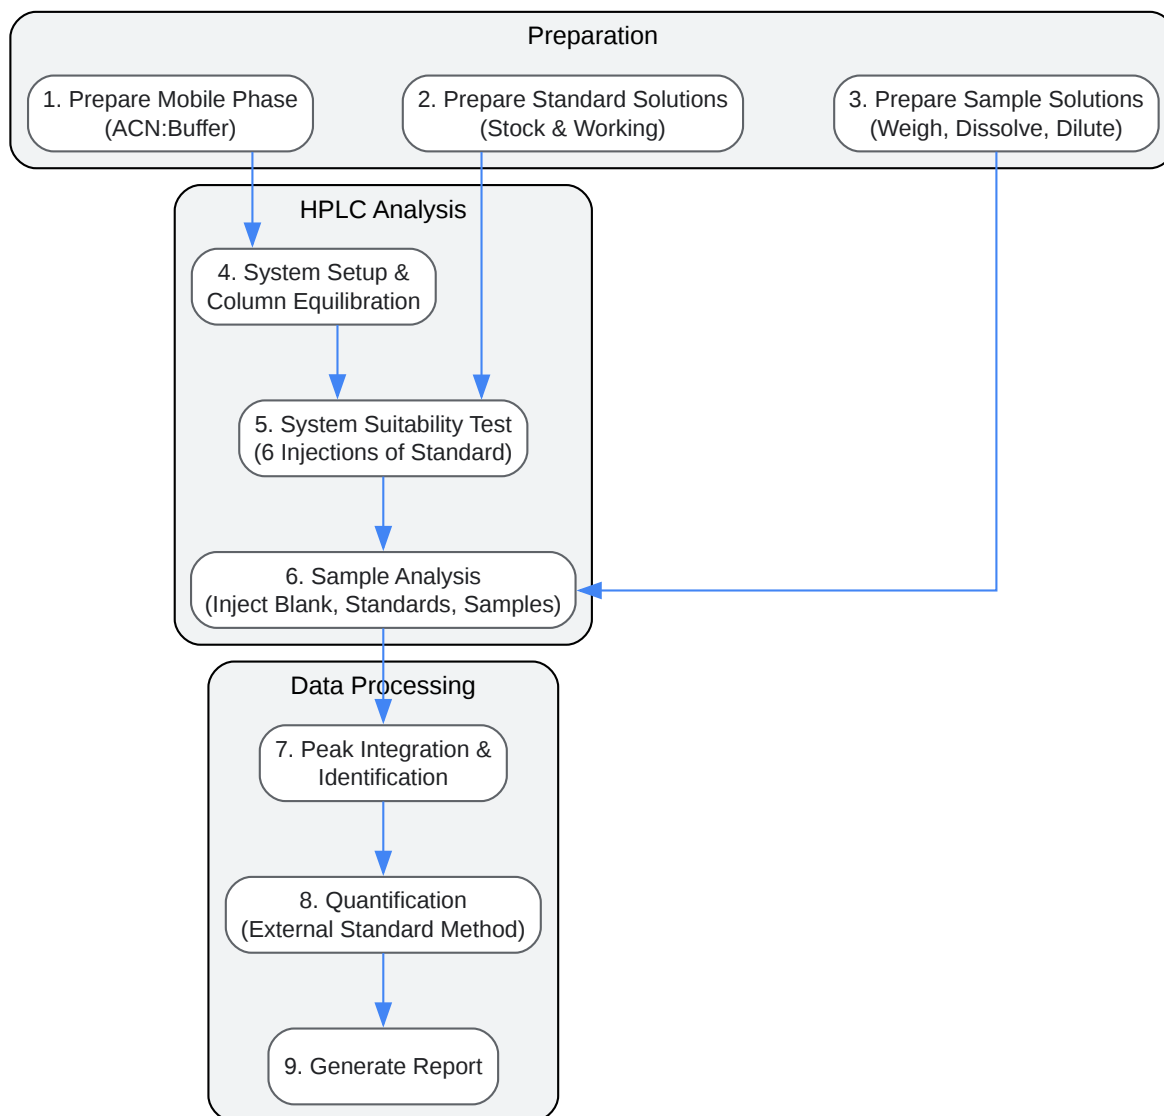 Preparation
1. Prepare Mobile Phase
(ACN:Buffer)
2. Prepare Standard Solutions
(Stock & Working)
3. Prepare Sample Solutions
(Weigh, Dissolve, Dilute)
HPLC Analysis
4. System Setup &
Column Equilibration
5. System Suitability Test
(6 Injections of Standard)
6. Sample Analysis
(Inject Blank, Standards, Samples)
Data Processing
7. Peak Integration &
Identification
8. Quantification
(External Standard Method)
9. Generate Report